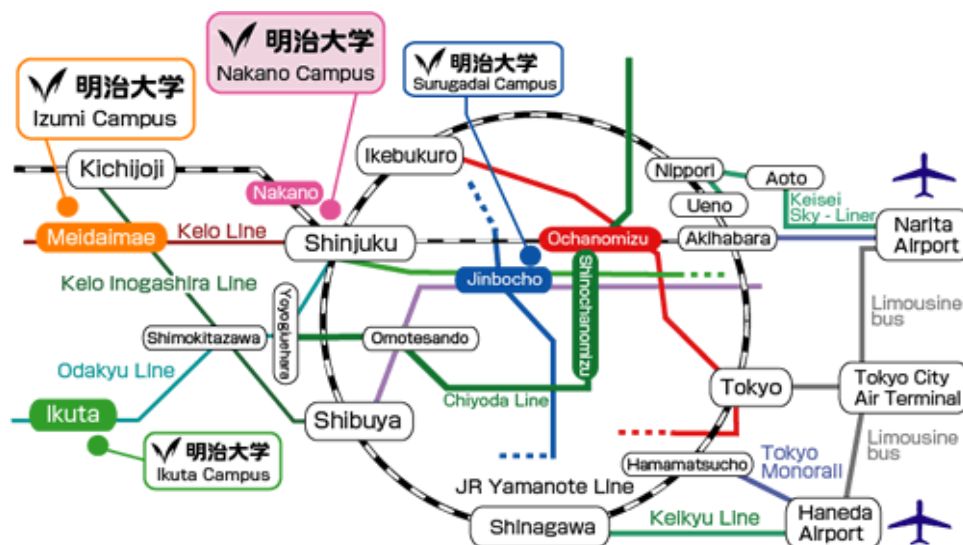 明治大学
Nakano Campus
明治大学
Surugadai Campus
明治大学
Izumi Campus
Kichijoji
Ikebukuro
Nippori
Aoto
Nakano
Ueno
Keisei
Sky - Liner
Narita
Airport
Meidaimae
Keio Line
Shinjuku
Ochanomizu
Akihabara
Keio Inogashira Line
Jinbocho
Shinochanomizu
Yoyogiuehara
Limousine
bus
Shimokitazawa
Omotesando
Odakyu Line
Chiyoda Line
Tokyo
Tokyo City
Air Terminal
Ikuta
Shibuya
明治大学
Ikuta Campus
Hamamatsucho
Tokyo
Monorail
Limousine
bus
JR Yamanote Line
Shinagawa
Keikyu Line
Haneda
Airport